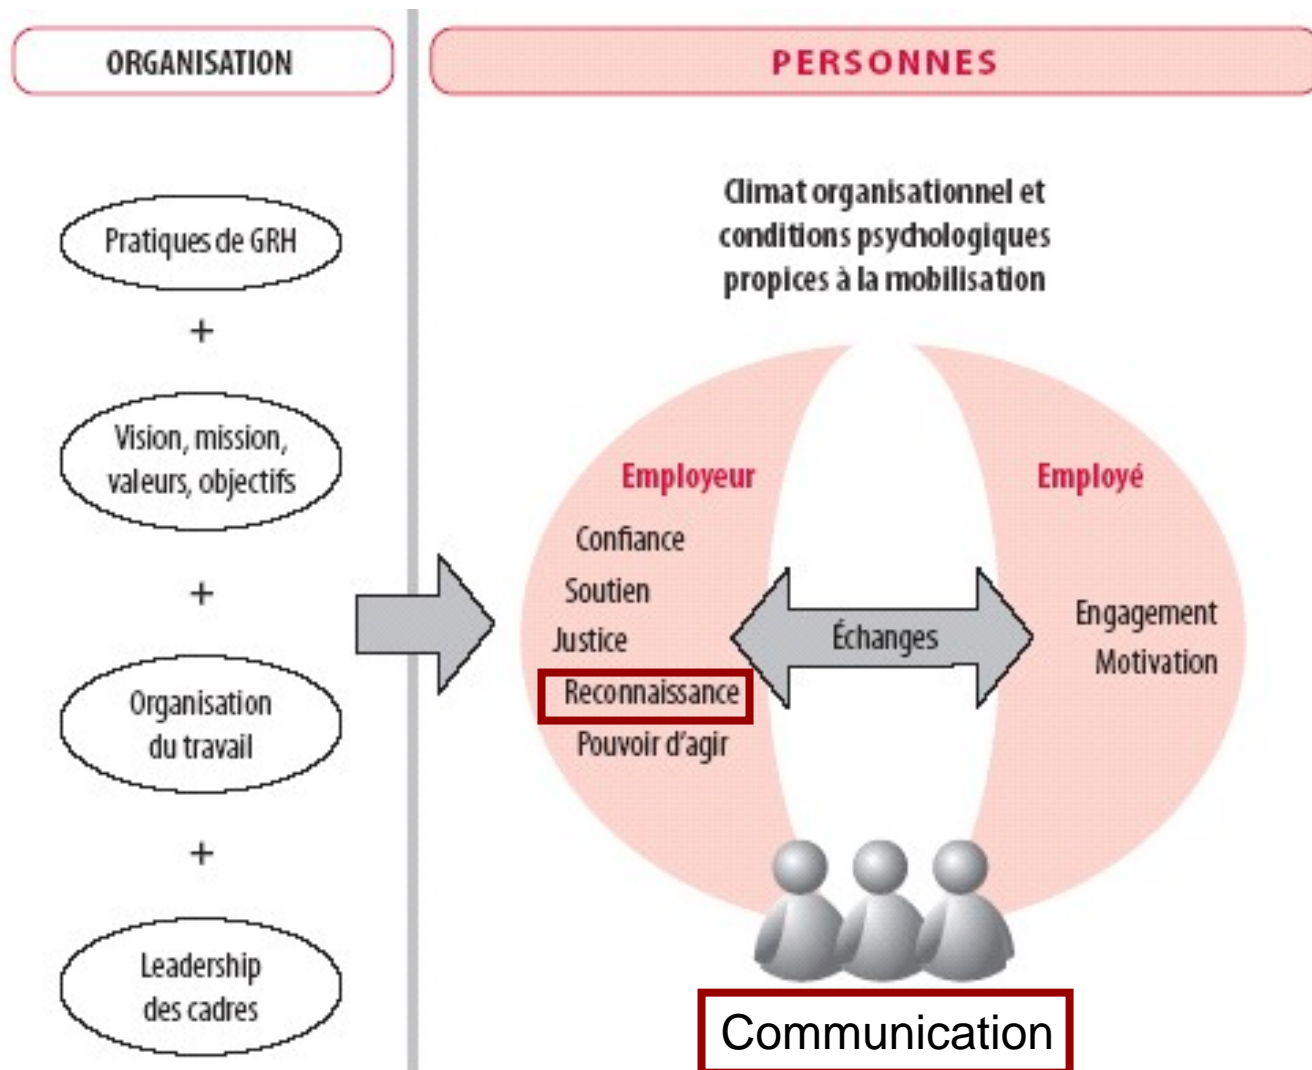 ORGANISATION
Pratiques de GRH
+
Vision, mission,
valeurs, objectifs
+
Organisation
du travail
+
Leadership
des cadres
PERSONNES
Climat organisationnel et
conditions psychologiques
propices à la mobilisation
Employeur
Confiance
Soutien
Justice
Reconnaissance
Pouvoir d'agir
Échanges
Employé
Engagement
Motivation
Communication